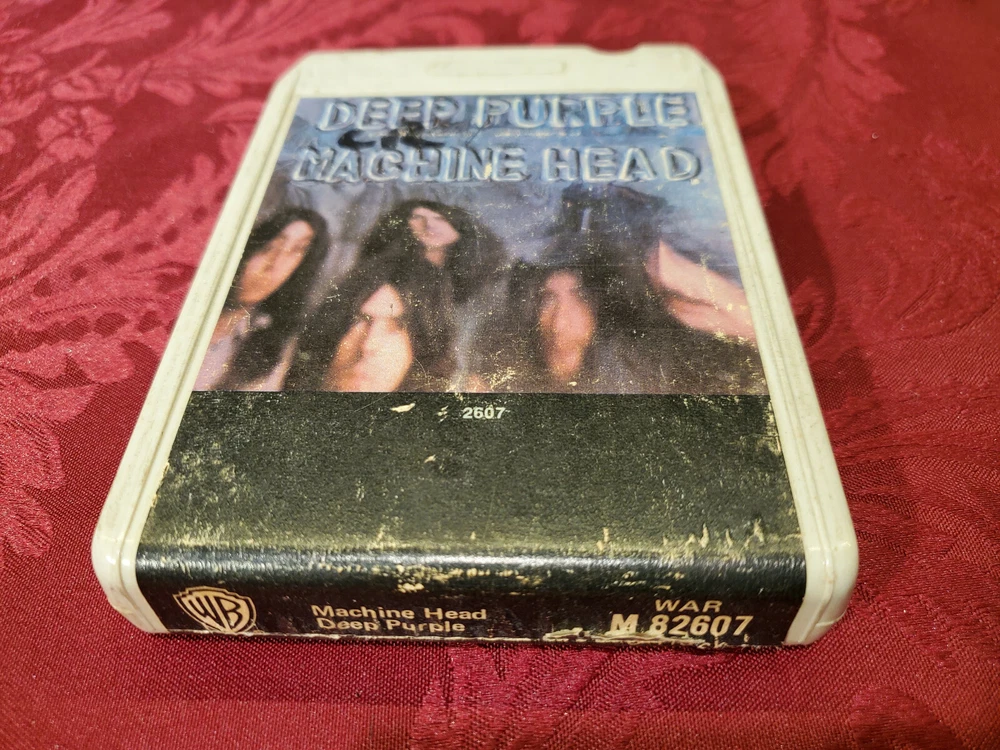 DEEP PURPLE
MACHINE HEAD
2607
WB
Machine Head
Deep Purple
WAR
M 82607